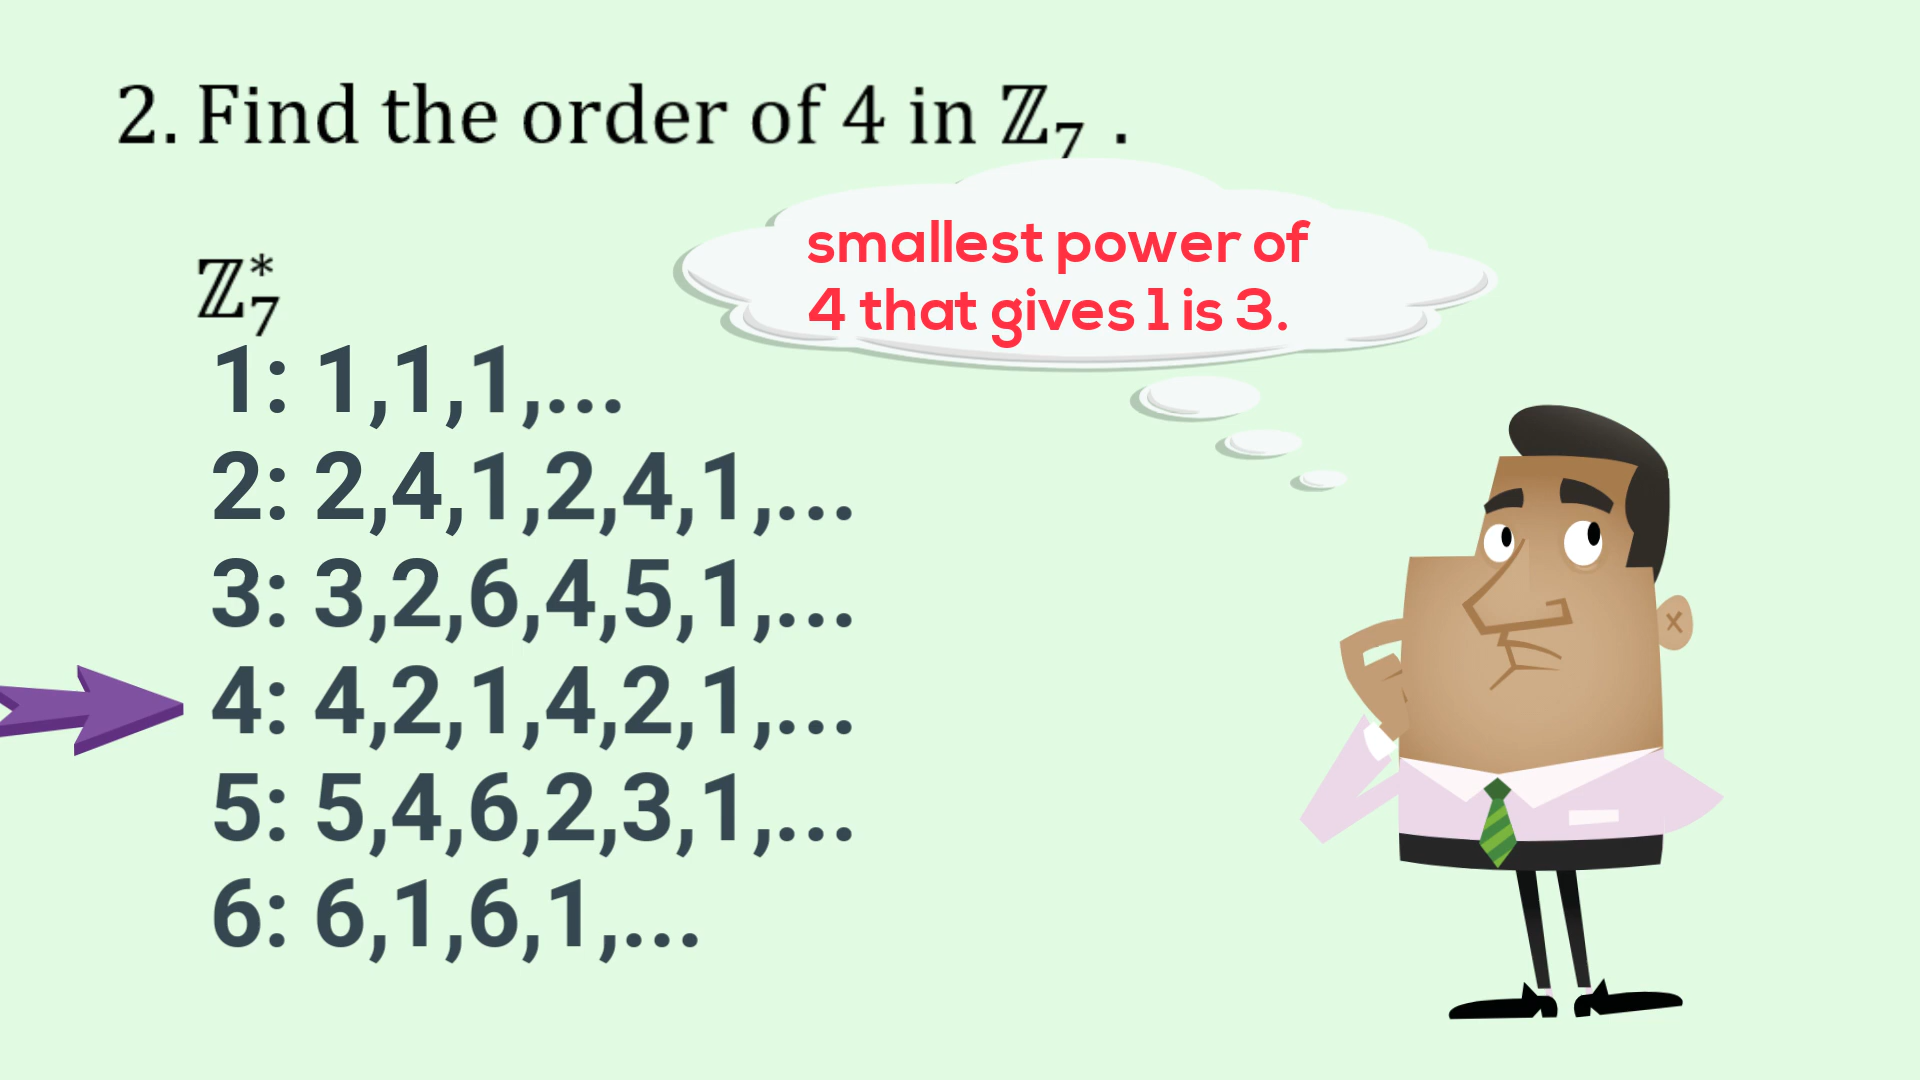 2. Find the order of 4 in ℤ₇ .
smallest power of
4 that gives 1 is 3.
ℤ₇*
1: 1,1,1,...
2: 2,4,1,2,4,1,...
3: 3,2,6,4,5,1,...
4: 4,2,1,4,2,1,...
5: 5,4,6,2,3,1,...
6: 6,1,6,1,...